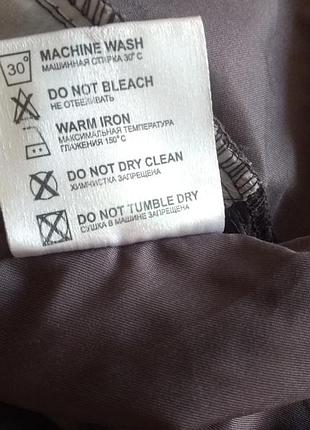 30°
MACHINE WASH
МАШИННАЯ СТИРКА 30°C
DO NOT BLEACH
НЕ ОТБЕЛИВАТЬ
WARM IRON
МАКСИМАЛЬНАЯ ТЕМПЕРАТУРА
ГЛАЖЕНИЯ 150°C
DO NOT DRY CLEAN
ХИМЧИСТКА ЗАПРЕЩЕНА
DO NOT TUMBLE DRY
СУШКА В МАШИНЕ ЗАПРЕЩЕНА